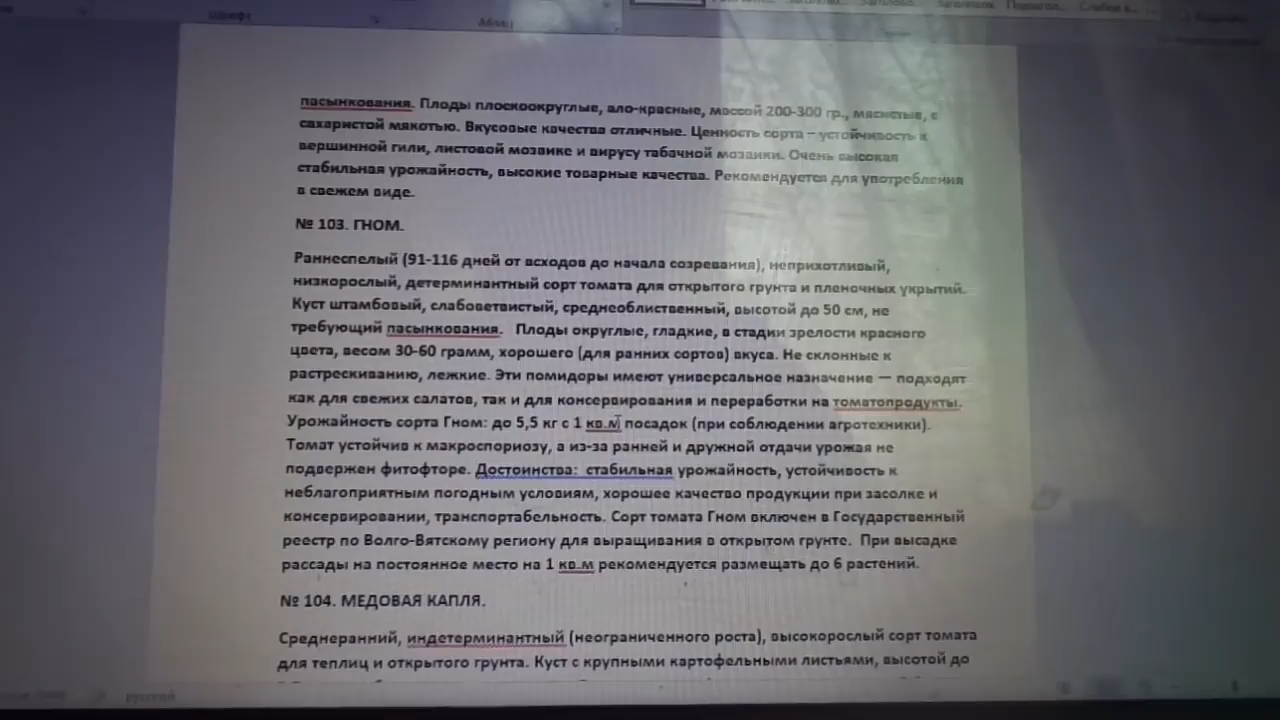 Шрифт
Абзац
пасынкования. Плоды плоскоокруглые, ало-красные, массой 200-300 гр., мясистые, с
сахаристой мякотью. Вкусовые качества отличные. Ценность сорта – устойчивость к
вершинной гили, листовой мозаике и вирусу табачной мозаики. Очень высокая
стабильная урожайность, высокие товарные качества. Рекомендуется для употребления
в свежем виде.
№ 103. ГНОМ.
Раннеспелый (91-116 дней от всходов до начала созревания), неприхотливый,
низкорослый, детерминантный сорт томата для открытого грунта и пленочных укрытий.
Куст штамбовый, слабоветвистый, среднеоблиственный, высотой до 50 см, не
требующий пасынкования. Плоды округлые, гладкие, в стадии зрелости красного
цвета, весом 30-60 грамм, хорошего (для ранних сортов) вкуса. Не склонные к
растрескиванию, лежкие. Эти помидоры имеют универсальное назначение — подходят
как для свежих салатов, так и для консервирования и переработки на томатопродукты.
Урожайность сорта Гном: до 5,5 кг с 1 кв.м посадок (при соблюдении агротехники).
Томат устойчив к макроспориозу, а из-за ранней и дружной отдачи урожая не
подвержен фитофторе. Достоинства: стабильная урожайность, устойчивость к
неблагоприятным погодным условиям, хорошее качество продукции при засолке и
консервировании, транспортабельность. Сорт томата Гном включен в Государственный
реестр по Волго-Вятскому региону для выращивания в открытом грунте. При высадке
рассады на постоянное место на 1 кв.м рекомендуется размещать до 6 растений.
№ 104. МЕДОВАЯ КАПЛЯ.
Среднеранний, индетерминантный (неограниченного роста), высокорослый сорт томата
для теплиц и открытого грунта. Куст с крупными картофельными листьями, высотой до
русский